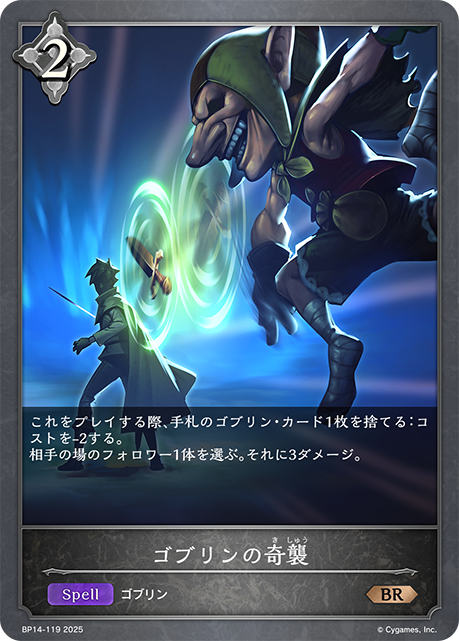 2
これをプレイする際、手札のゴブリン・カード1枚を捨てる：コ
ストを-2する。
相手の場のフォロワー1体を選ぶ。それに3ダメージ。
ゴブリンの奇襲
き しゅう
Spell ゴブリン BR
BP14-119 2025 © Cygames, Inc.